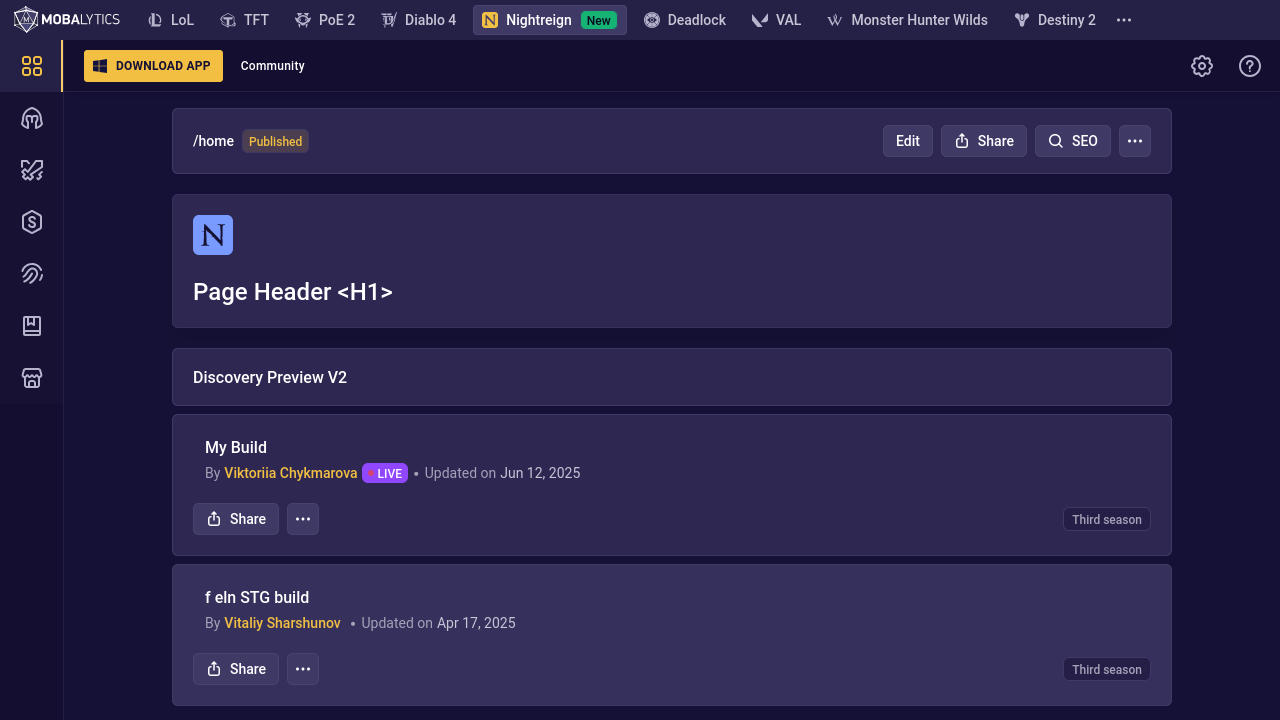 MOBALYTICS LoL TFT PoE 2 Diablo 4 Nightreign New Deadlock VAL Monster Hunter Wilds Destiny 2
DOWNLOAD APP Community
/home Published Edit Share SEO
N
Page Header <H1>
Discovery Preview V2
My Build
By Viktoriia Chykmarova LIVE • Updated on Jun 12, 2025
Share Third season
f eln STG build
By Vitaliy Sharshunov • Updated on Apr 17, 2025
Share Third season